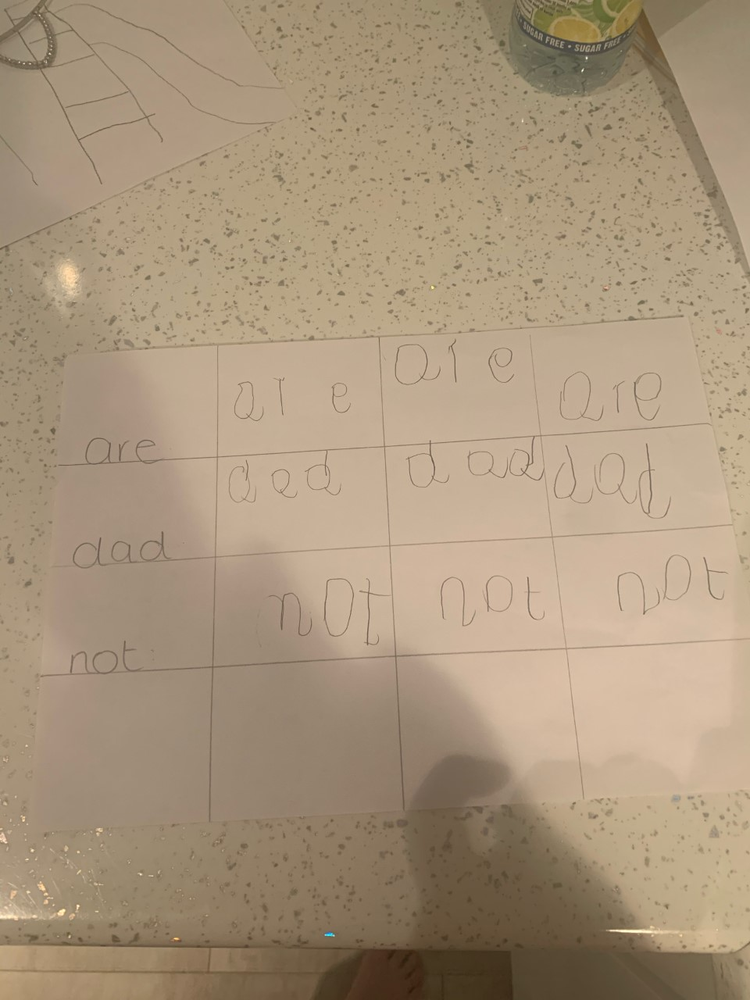 SUGAR FREE • SUGAR FREE •
are are are are
dad dad dad dad
not not not not